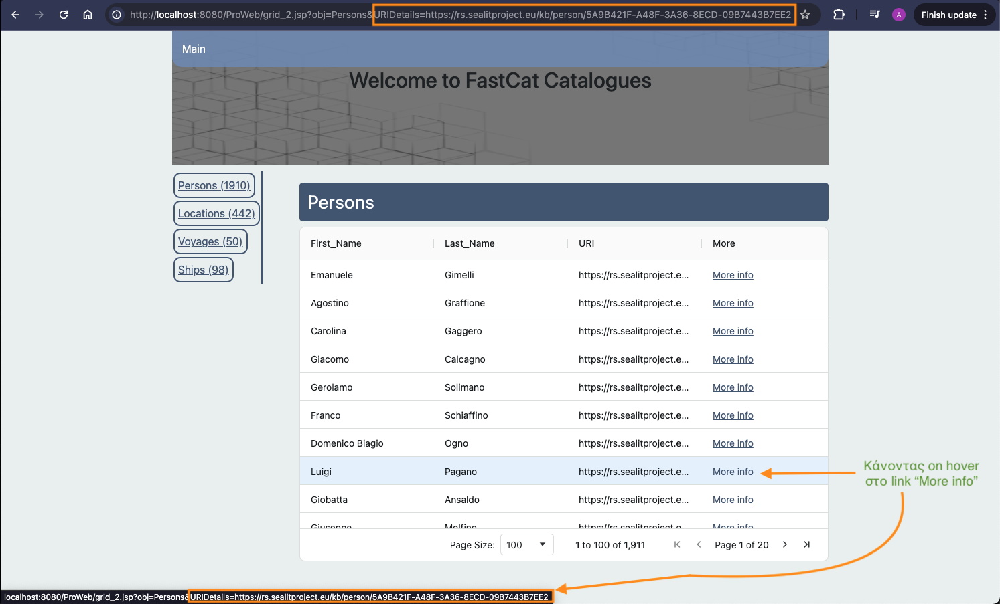 http://localhost:8080/ProWeb/grid_2.jsp?obj=Persons&URIDetails=https://rs.sealitproject.eu/kb/person/5A9B421F-A48F-3A36-8ECD-09B7443B7EE2
A
Finish update
Main
Welcome to FastCat Catalogues
Persons (1910)
Locations (442)
Voyages (50)
Ships (98)
Persons
First_Name Last_Name URI More
Emanuele Gimelli https://rs.sealitproject.e... More info
Agostino Graffione https://rs.sealitproject.e... More info
Carolina Gaggero https://rs.sealitproject.e... More info
Giacomo Calcagno https://rs.sealitproject.e... More info
Gerolamo Solimano https://rs.sealitproject.e... More info
Franco Schiaffino https://rs.sealitproject.e... More info
Domenico Biagio Ogno https://rs.sealitproject.e... More info
Luigi Pagano https://rs.sealitproject.e... More info
Giobatta Ansaldo https://rs.sealitproject.e... More info
Giuseppe Molfino https://rs.sealitproject.e... More info
Κάνοντας on hover
στο link “More info”
Page Size: 100 1 to 100 of 1,911 Page 1 of 20
localhost:8080/ProWeb/grid_2.jsp?obj=Persons&URIDetails=https://rs.sealitproject.eu/kb/person/5A9B421F-A48F-3A36-8ECD-09B7443B7EE2